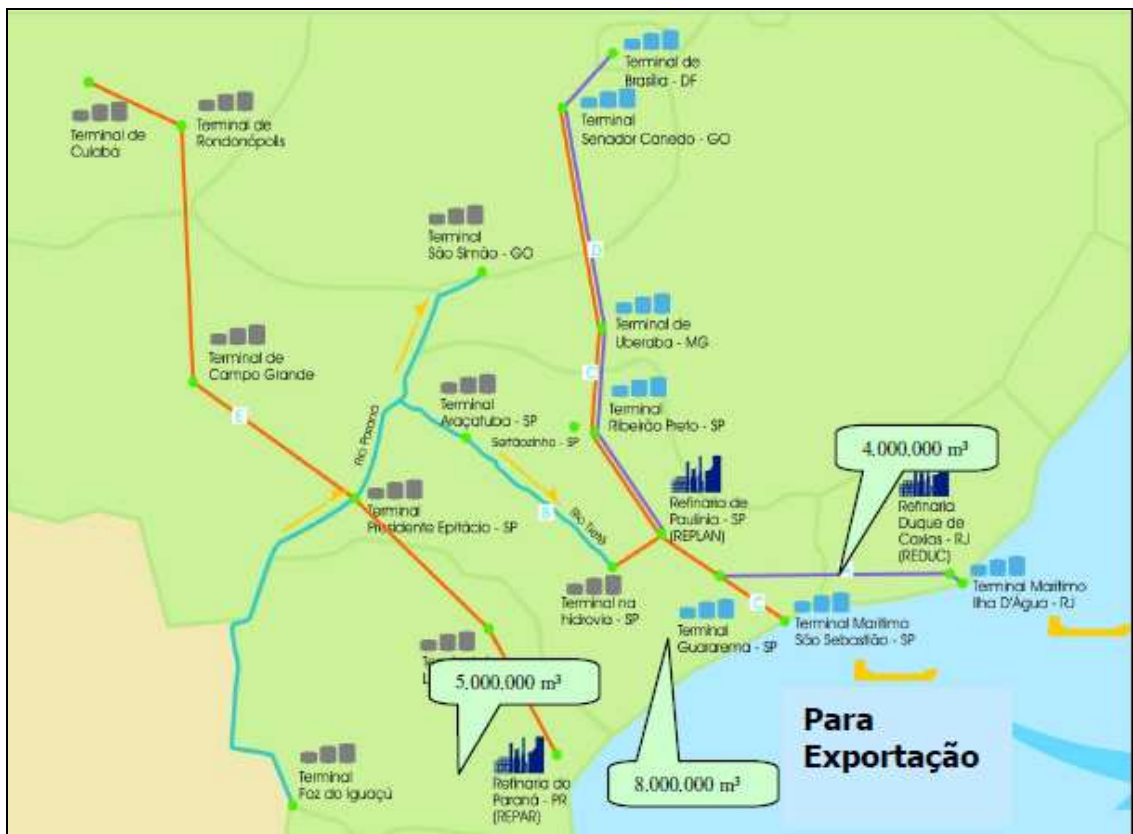 Terminal de
Brasília - DF
Terminal
Senador Canedo - GO
Terminal de
Cuiabá
Terminal de
Rondonópolis
Terminal
São Simão - GO
D
Terminal de
Uberaba - MG
Terminal de
Campo Grande
C
E
Rio Paraná
Terminal
Araçatuba - SP
Sertãozinho - SP
Terminal
Ribeirão Preto - SP
4.000.000 m³
Refinaria de
Paulínia - SP
(REPLAN)
Refinaria
Duque de
Caxias - RJ
(REDUC)
Terminal
Presidente Epitácio - SP
B
Rio Tietê
Terminal Marítimo
Ilha D'Água - RJ
Terminal na
hidrovia - SP
Terminal
Guararema - SP
C
Terminal Marítimo
São Sebastião - SP
5.000.000 m³
8.000.000 m³
Para
Exportação
Terminal
Foz do Iguaçú
Refinaria do
Paraná - PR
(REPAR)